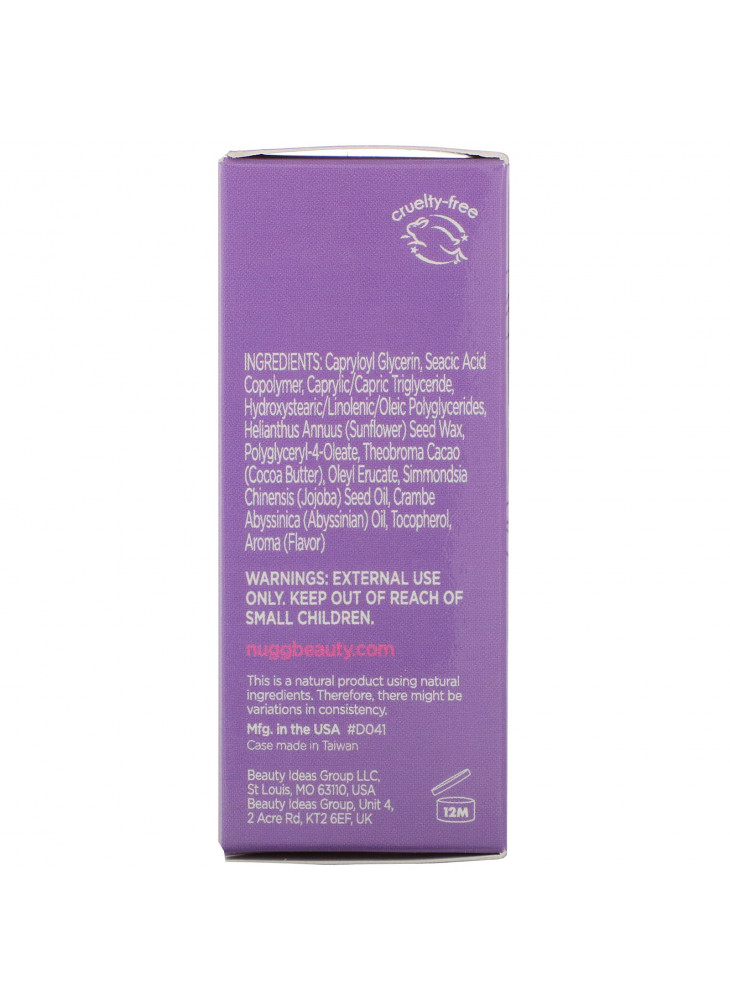 cruelty-free
INGREDIENTS: Capryloyl Glycerin, Seacic Acid
Copolymer, Caprylic/Capric Triglyceride,
Hydroxystearic/Linolenic/Oleic Polyglycerides,
Helianthus Annuus (Sunflower) Seed Wax,
Polyglyceryl-4-Oleate, Theobroma Cacao
(Cocoa Butter), Oleyl Erucate, Simmondsia
Chinensis (Jojoba) Seed Oil, Crambe
Abyssinica (Abyssinian) Oil, Tocopherol,
Aroma (Flavor)
WARNINGS: EXTERNAL USE
ONLY. KEEP OUT OF REACH OF
SMALL CHILDREN.
nuggbeauty.com
This is a natural product using natural
ingredients. Therefore, there might be
variations in consistency.
Mfg. in the USA #D041
Case made in Taiwan
Beauty Ideas Group LLC,
St Louis, MO 63110, USA
Beauty Ideas Group, Unit 4,
2 Acre Rd, KT2 6EF, UK
12M